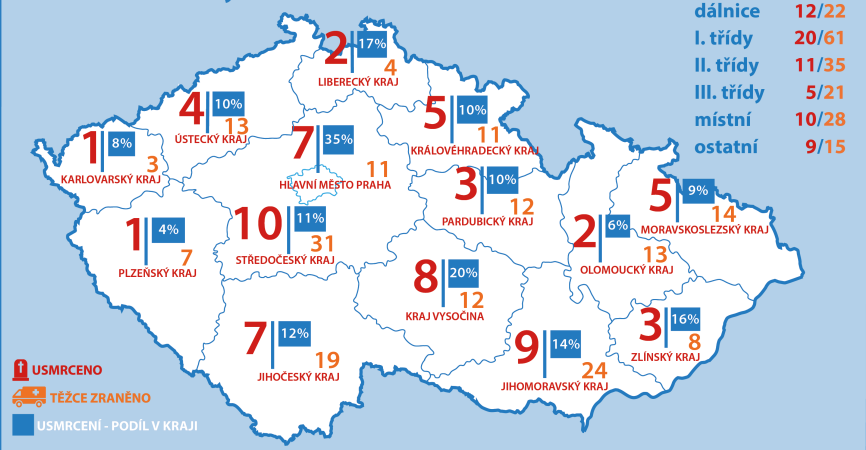 dálnice 12/22
I. třídy 20/61
II. třídy 11/35
III. třídy 5/21
místní 10/28
ostatní 9/15
2 17% 4
LIBERECKÝ KRAJ
4 10% 13
ÚSTECKÝ KRAJ
5 10% 11
KRÁLOVÉHRADECKÝ KRAJ
1 8% 3
KARLOVARSKÝ KRAJ
7 35% 11
HLAVNÍ MĚSTO PRAHA
3 10% 12
PARDUBICKÝ KRAJ
5 9% 14
MORAVSKOSLEZSKÝ KRAJ
1 4% 7
PLZEŇSKÝ KRAJ
10 11% 31
STŘEDOČESKÝ KRAJ
2 6% 13
OLOMOUCKÝ KRAJ
8 20% 12
KRAJ VYSOČINA
7 12% 19
JIHOČESKÝ KRAJ
9 14% 24
JIHOMORAVSKÝ KRAJ
3 16% 8
ZLÍNSKÝ KRAJ
USMRCENO
TĚŽCE ZRANĚNO
USMRCENÍ - PODÍL V KRAJI